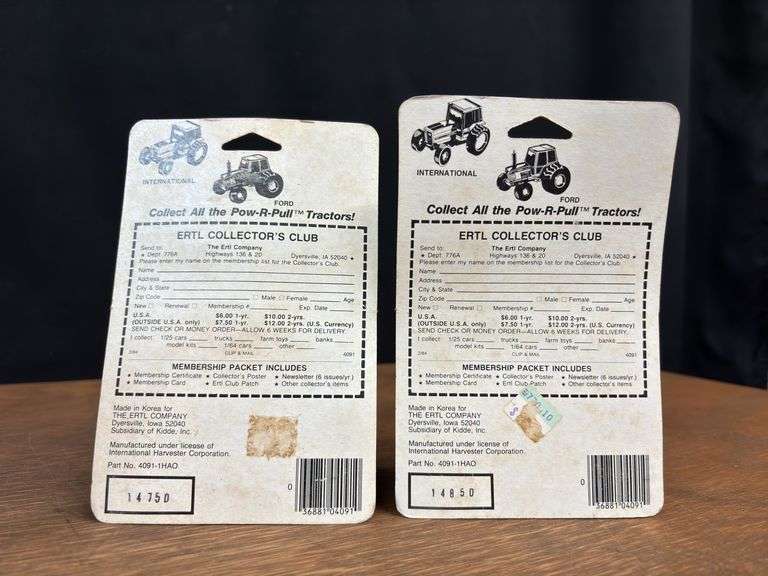 INTERNATIONAL
FORD
Collect All the Pow-R-Pull™ Tractors!
ERTL COLLECTOR'S CLUB
Send to: The Ertl Company
★ Dept. 776A Highways 136 & 20 Dyersville, IA 52040 ★
Please enter my name on the membership list for the Collector's Club.
Name
Address
City & State
Zip Code □ Male □ Female Age
New □ Renewal □ Membership # Exp. Date
U.S.A. $6.00 1-yr. $10.00 2-yrs.
(OUTSIDE U.S.A. only) $7.50 1-yr. $12.00 2-yrs. (U.S. Currency)
SEND CHECK OR MONEY ORDER—ALLOW 6 WEEKS FOR DELIVERY.
I collect: 1/25 cars trucks farm toys banks
model kits 1/64 cars other
2/84 CLIP & MAIL 4091
MEMBERSHIP PACKET INCLUDES
★ Membership Certificate ★ Collector's Poster ★ Newsletter (6 issues/yr.)
★ Membership Card ★ Ertl Club Patch ★ Other collector's items
Made in Korea for
THE ERTL COMPANY
Dyersville, Iowa 52040
Subsidiary of Kidde, Inc.
Manufactured under license of
International Harvester Corporation.
Part No. 4091-1HAO
14750
0
36881 04091
INTERNATIONAL
FORD
Collect All the Pow-R-Pull™ Tractors!
ERTL COLLECTOR'S CLUB
Send to: The Ertl Company
★ Dept. 776A Highways 136 & 20 Dyersville, IA 52040 ★
Please enter my name on the membership list for the Collector's Club.
Name
Address
City & State
Zip Code □ Male □ Female Age
New □ Renewal □ Membership # Exp. Date
U.S.A. $6.00 1-yr. $10.00 2-yrs.
(OUTSIDE U.S.A. only) $7.50 1-yr. $12.00 2-yrs. (U.S. Currency)
SEND CHECK OR MONEY ORDER—ALLOW 6 WEEKS FOR DELIVERY.
I collect: 1/25 cars trucks farm toys banks
model kits 1/64 cars other
2/84 CLIP & MAIL 4091
MEMBERSHIP PACKET INCLUDES
★ Membership Certificate ★ Collector's Poster ★ Newsletter (6 issues/yr.)
★ Membership Card ★ Ertl Club Patch ★ Other collector's items
Made in Korea for
THE ERTL COMPANY
Dyersville, Iowa 52040
Subsidiary of Kidde, Inc.
Manufactured under license of
International Harvester Corporation.
Part No. 4091-1HAO
14850
0
36881 04091